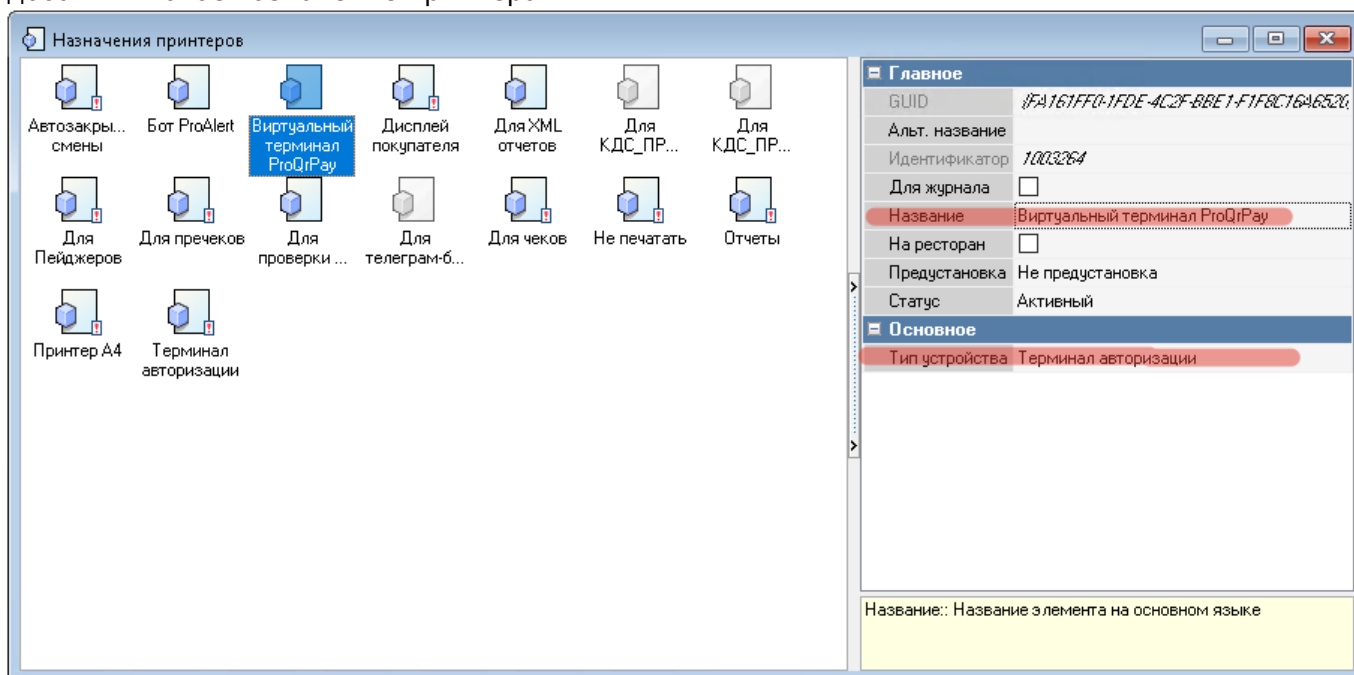 Назначения принтеров
Автозакры... смены
Бот ProAlert
Виртуальный терминал ProQrPay
Дисплей покупателя
Для XML отчетов
Для КДС_ПР...
Для КДС_ПР...
Для Пейджеров
Для пречеков
Для проверки ...
Для телеграм-б...
Для чеков
Не печатать
Отчеты
Принтер А4
Терминал авторизации
Главное
GUID {FA161FF0-1FDE-4C2F-BBE1-F1F8C16A6520,
Альт. название
Идентификатор 1003264
Для журнала
Название Виртуальный терминал ProQrPay
На ресторан
Предустановка Не предустановка
Статус Активный
Основное
Тип устройства Терминал авторизации
Название:: Название элемента на основном языке